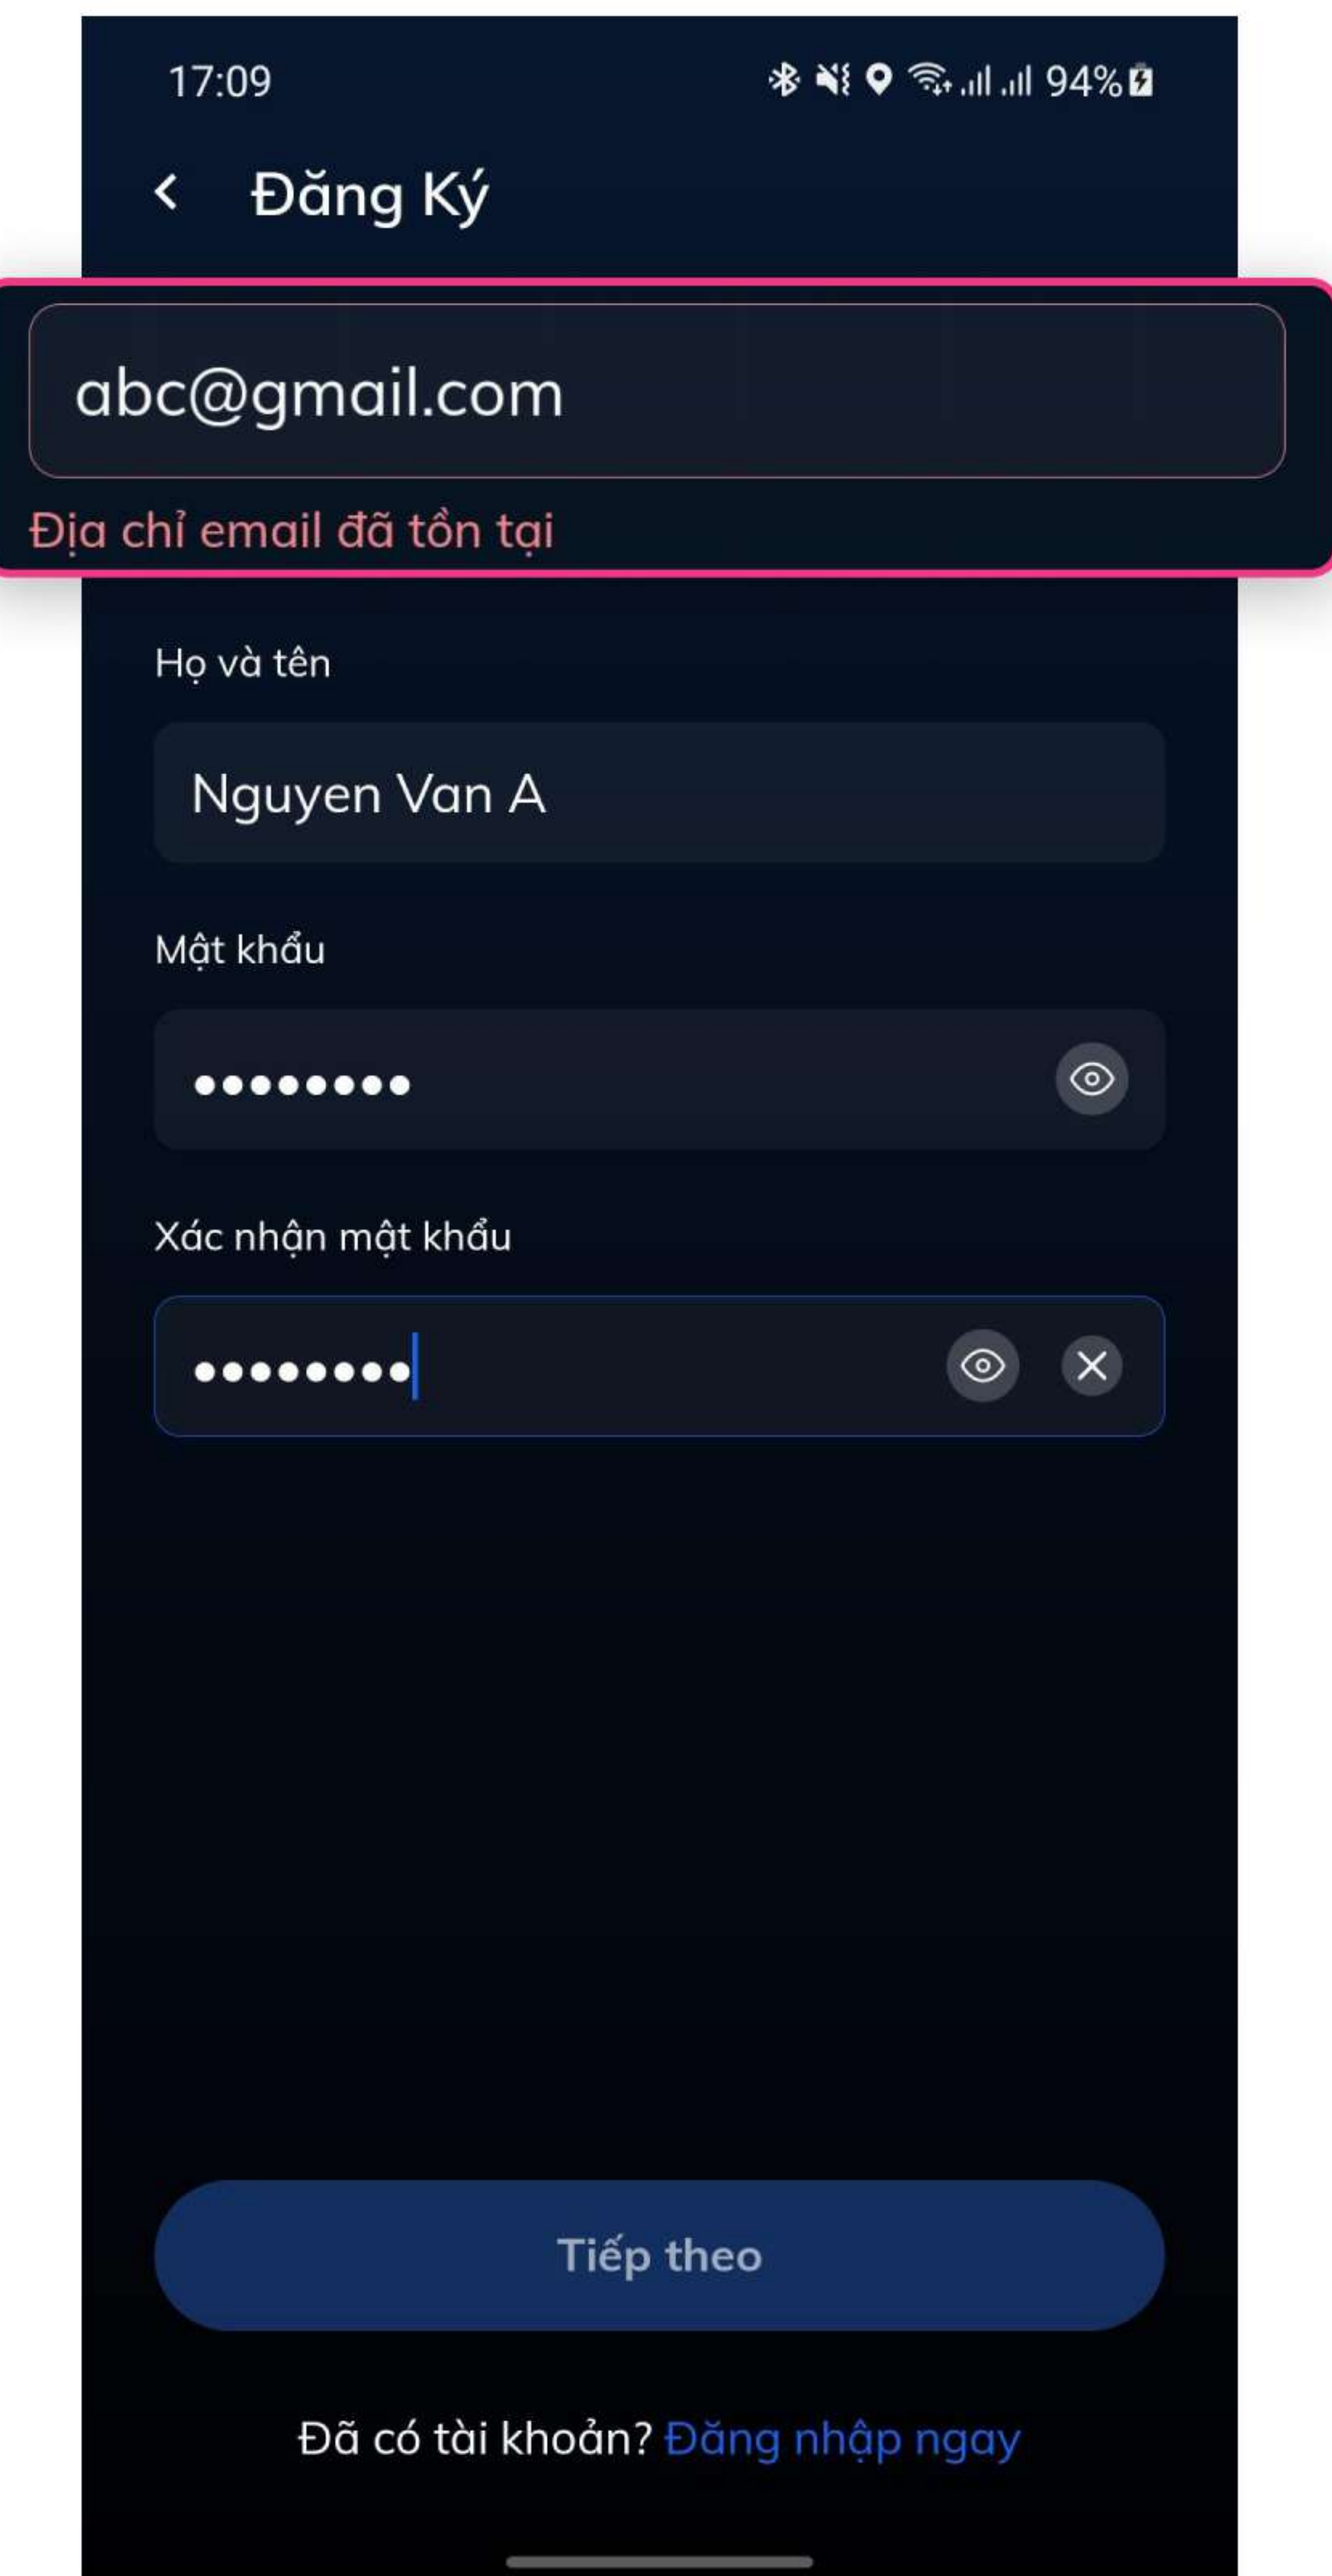 17:09 94%
Đăng Ký
abc@gmail.com
Địa chỉ email đã tồn tại
Họ và tên
Nguyen Van A
Mật khẩu
••••••••
Xác nhận mật khẩu
••••••••
Tiếp theo
Đã có tài khoản? Đăng nhập ngay